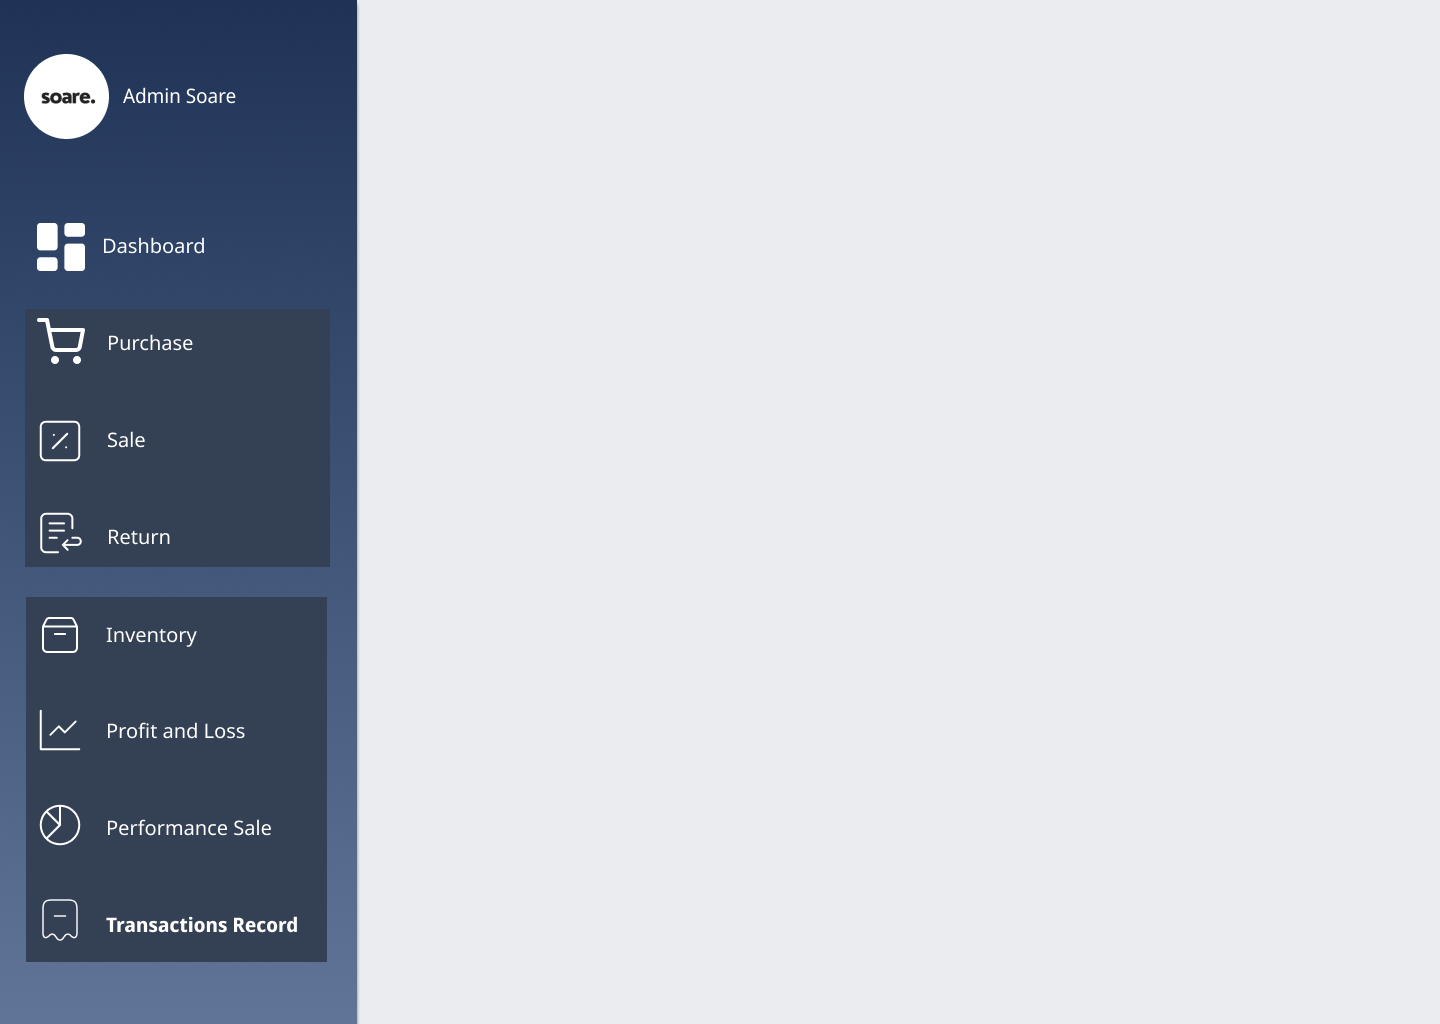 soare.
Admin Soare
Dashboard
Purchase
Sale
Return
Inventory
Profit and Loss
Performance Sale
Transactions Record